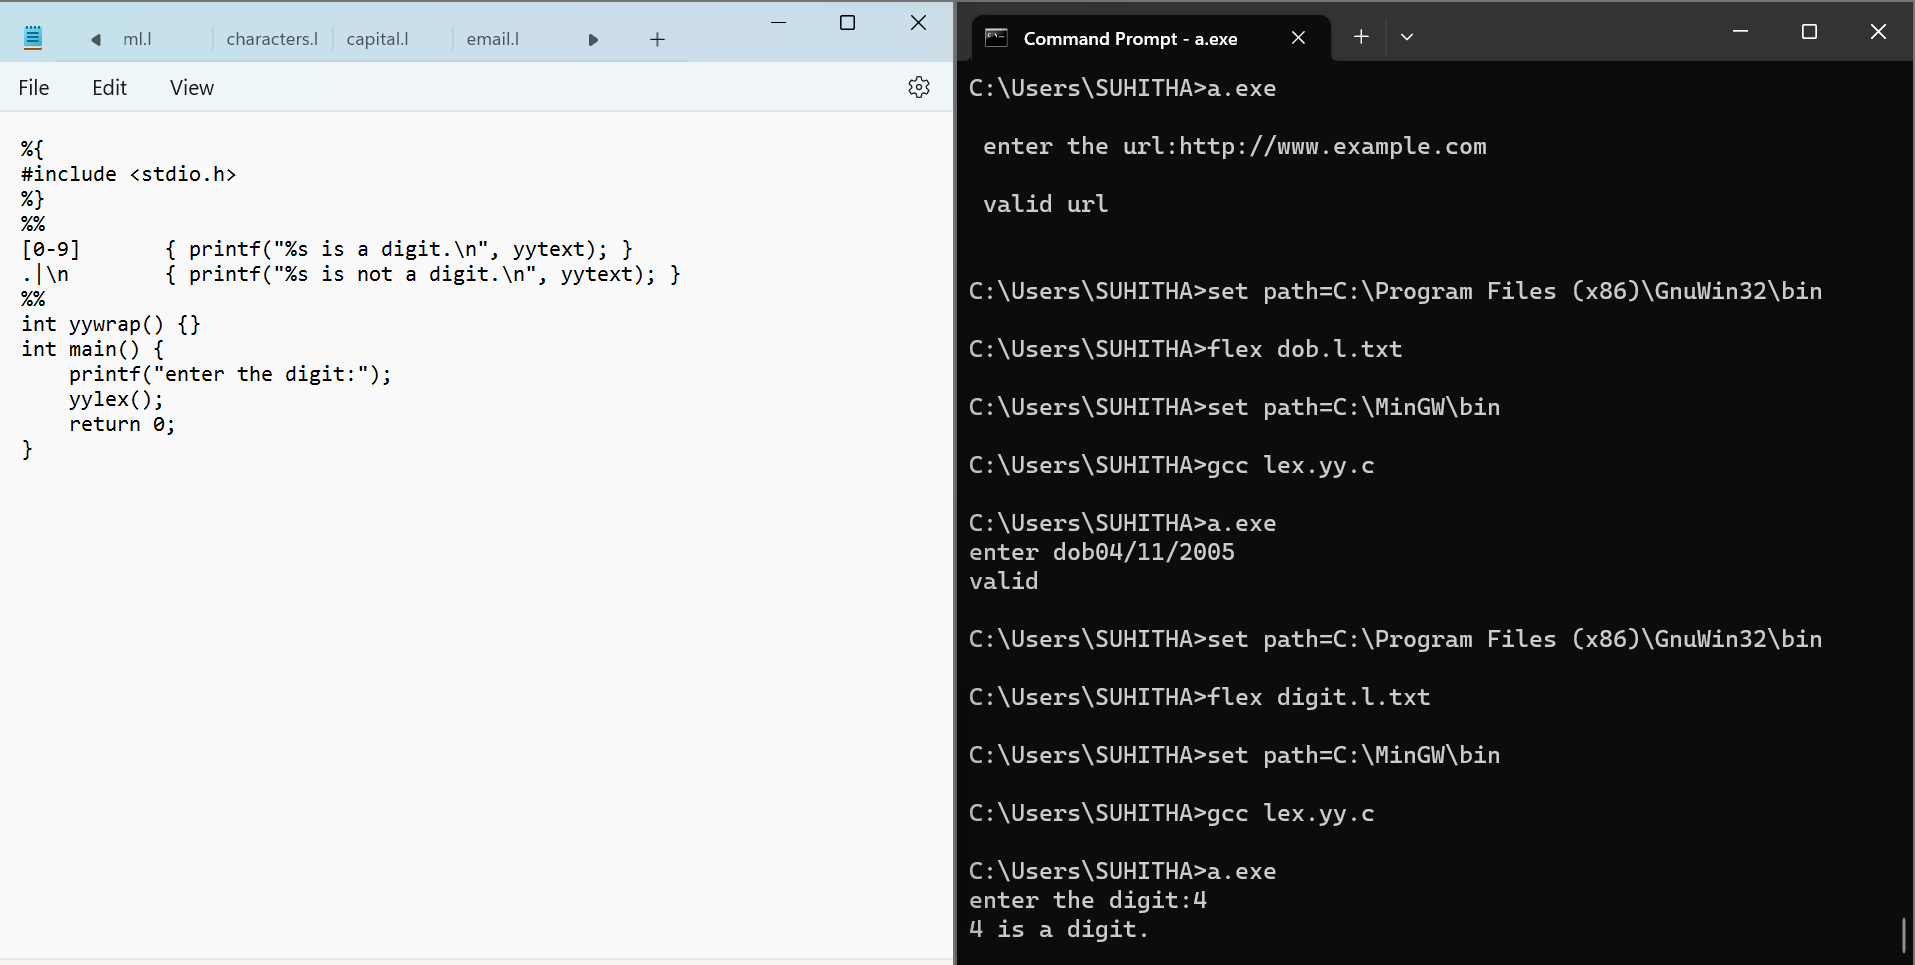 ml.l
characters.l
capital.l
email.l
File Edit View
%{
#include <stdio.h>
%}
%%
[0-9]       { printf("%s is a digit.\n", yytext); }
.|\n        { printf("%s is not a digit.\n", yytext); }
%%
int yywrap() {}
int main() {
    printf("enter the digit:");
    yylex();
    return 0;
}
Command Prompt - a.exe
C:\Users\SUHITHA>a.exe
 enter the url:http://www.example.com
 valid url
C:\Users\SUHITHA>set path=C:\Program Files (x86)\GnuWin32\bin
C:\Users\SUHITHA>flex dob.l.txt
C:\Users\SUHITHA>set path=C:\MinGW\bin
C:\Users\SUHITHA>gcc lex.yy.c
C:\Users\SUHITHA>a.exe
enter dob04/11/2005
valid
C:\Users\SUHITHA>set path=C:\Program Files (x86)\GnuWin32\bin
C:\Users\SUHITHA>flex digit.l.txt
C:\Users\SUHITHA>set path=C:\MinGW\bin
C:\Users\SUHITHA>gcc lex.yy.c
C:\Users\SUHITHA>a.exe
enter the digit:4
4 is a digit.